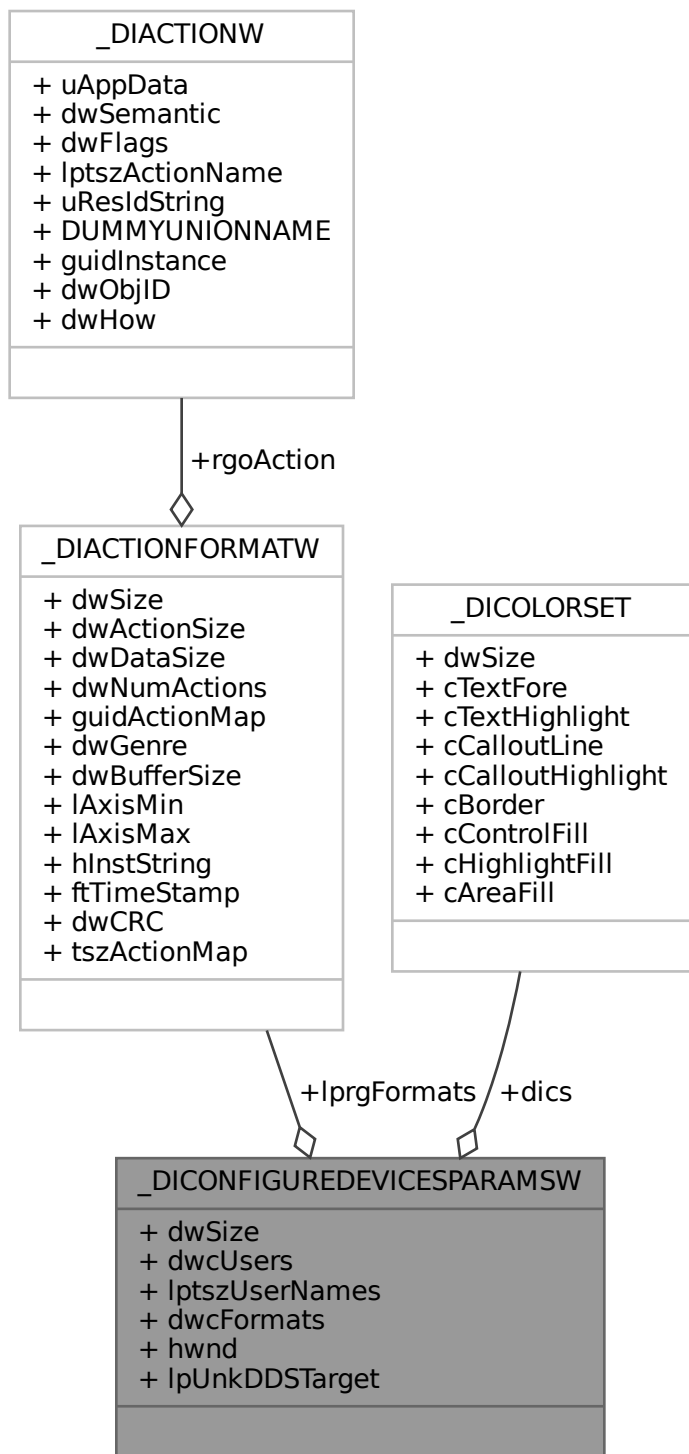 _DIACTIONW
+ uAppData
+ dwSemantic
+ dwFlags
+ lptszActionName
+ uResIdString
+ DUMMYUNIONNAME
+ guidInstance
+ dwObjID
+ dwHow
+rgoAction
_DIACTIONFORMATW
+ dwSize
+ dwActionSize
+ dwDataSize
+ dwNumActions
+ guidActionMap
+ dwGenre
+ dwBufferSize
+ lAxisMin
+ lAxisMax
+ hInstString
+ ftTimeStamp
+ dwCRC
+ tszActionMap
_DICOLORSET
+ dwSize
+ cTextFore
+ cTextHighlight
+ cCalloutLine
+ cCalloutHighlight
+ cBorder
+ cControlFill
+ cHighlightFill
+ cAreaFill
+lprgFormats
+dics
_DICONFIGUREDEVICESPARAMSW
+ dwSize
+ dwcUsers
+ lptszUserNames
+ dwcFormats
+ hwnd
+ lpUnkDDSTarget